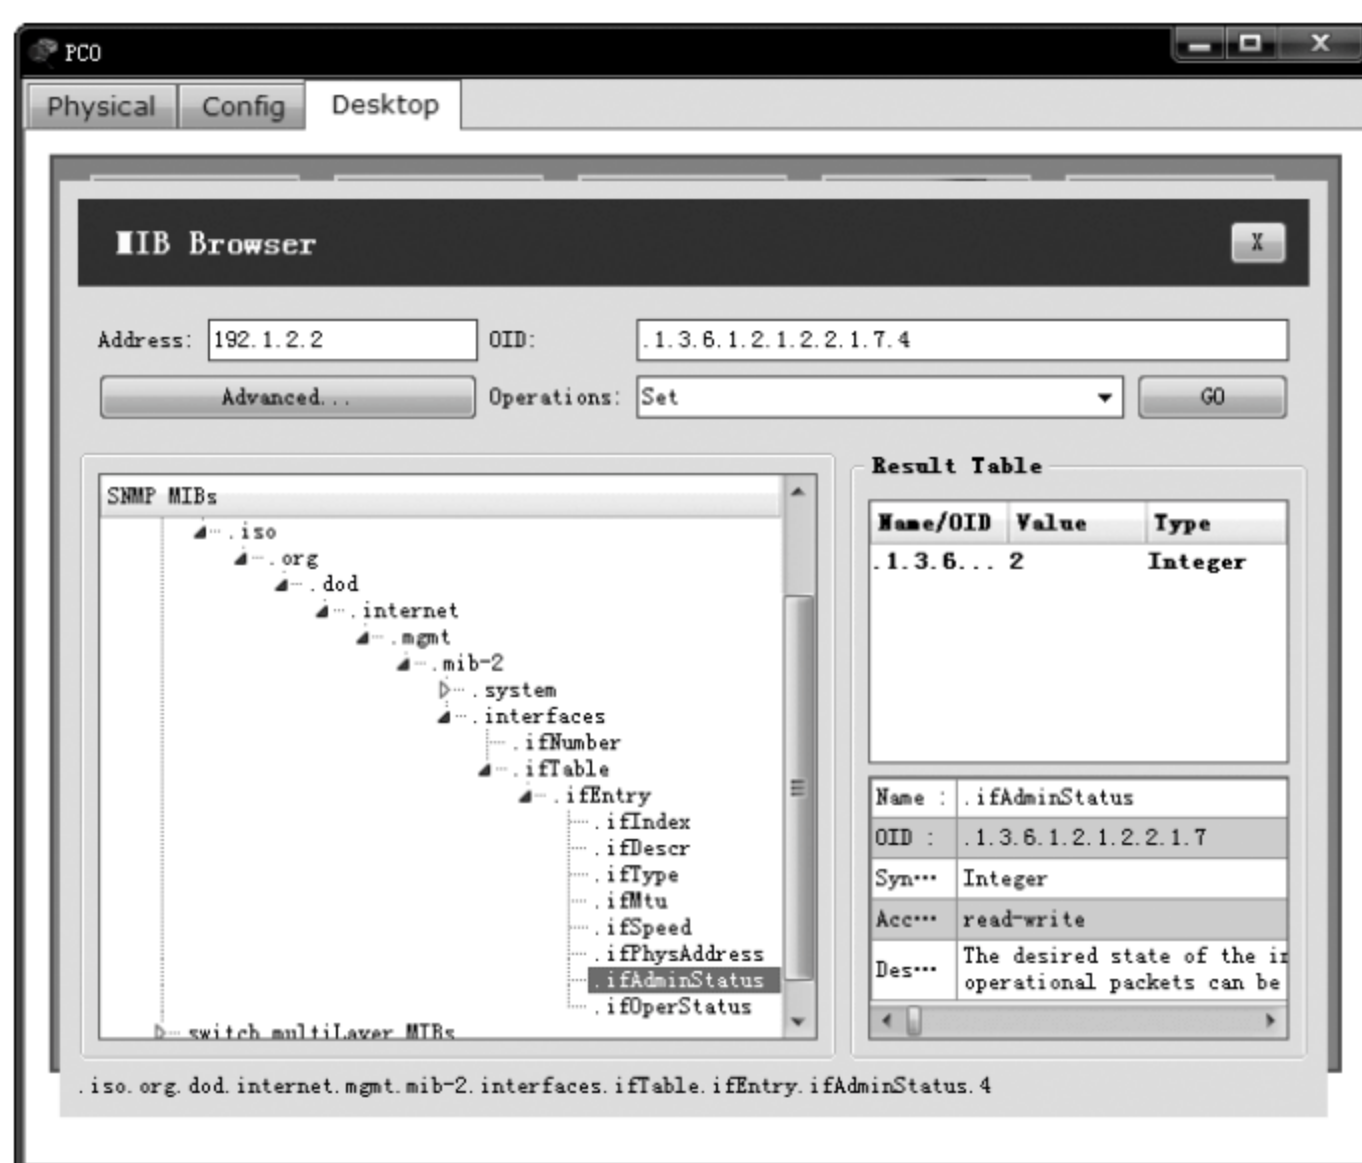 PC0
Physical Config Desktop
MIB Browser X
Address: 192.1.2.2 OID: .1.3.6.1.2.1.2.2.1.7.4
Advanced... Operations: Set GO
SNMP MIBs
.iso
.org
.dod
.internet
.mgmt
.mib-2
.system
.interfaces
.ifNumber
.ifTable
.ifEntry
.ifIndex
.ifDescr
.ifType
.ifMtu
.ifSpeed
.ifPhysAddress
.ifAdminStatus
.ifOperStatus
switch multiLayer MIBs
Result Table
Name/OID Value Type
.1.3.6... 2 Integer
Name : .ifAdminStatus
OID : .1.3.6.1.2.1.2.2.1.7
Syn… Integer
Acc… read-write
Des… The desired state of the in
operational packets can be
.iso.org.dod.internet.mgmt.mib-2.interfaces.ifTable.ifEntry.ifAdminStatus.4